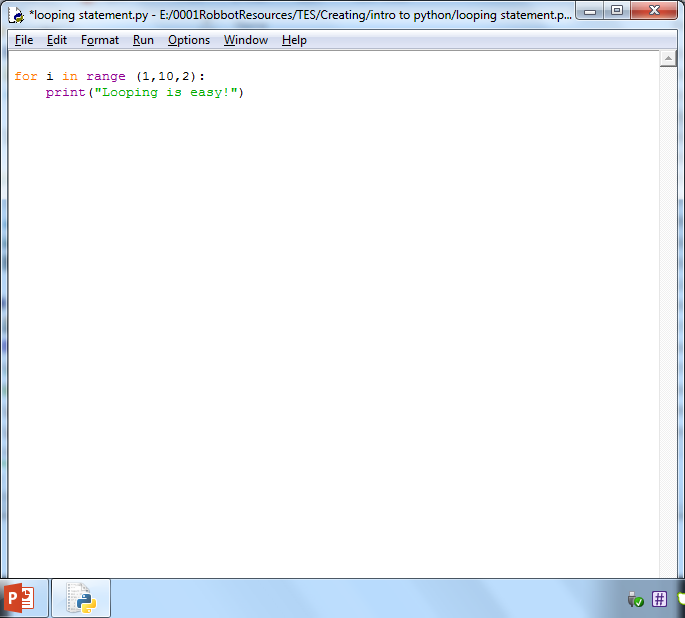 *looping statement.py - E:/0001RobbotResources/TES/Creating/intro to python/looping statement.p...
File Edit Format Run Options Window Help
for i in range (1,10,2):
    print("Looping is easy!")
P
#